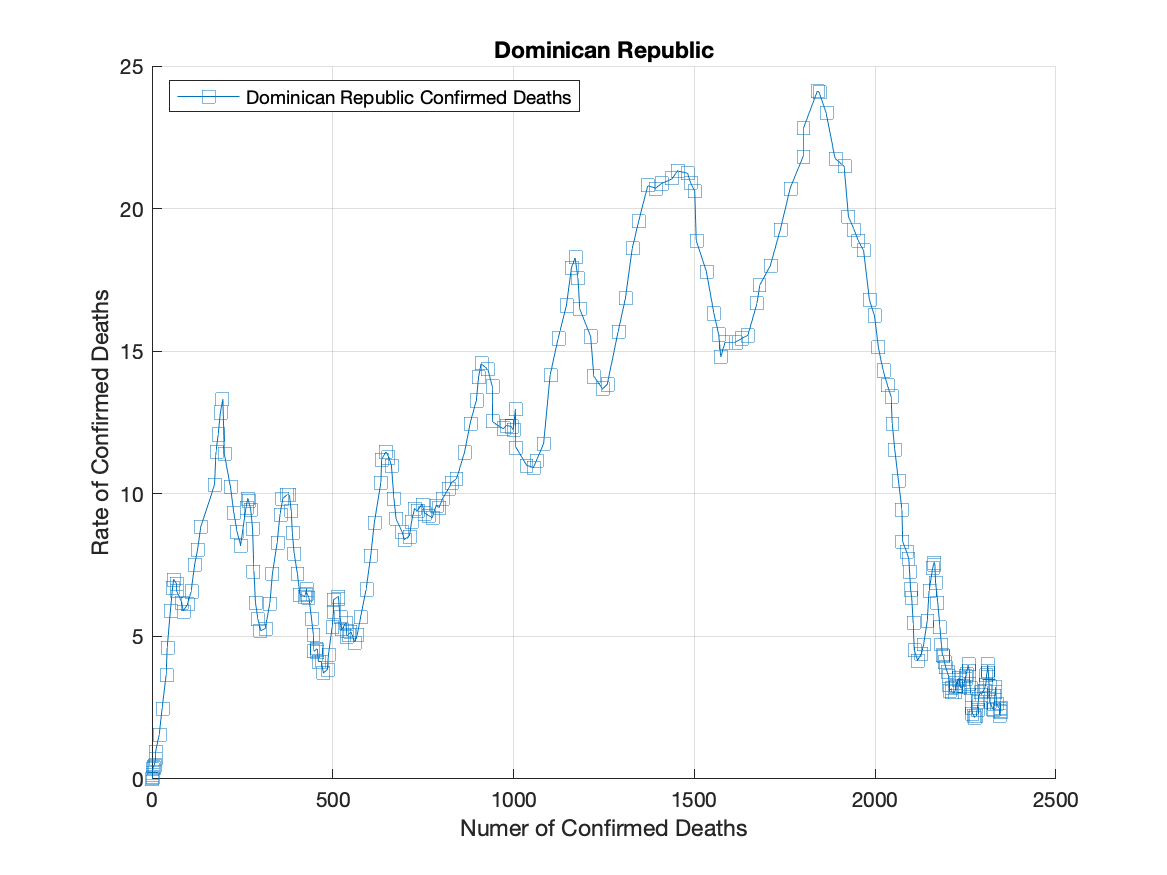 Dominican Republic
Dominican Republic Confirmed Deaths
Rate of Confirmed Deaths
25
20
15
10
5
0
0 500 1000 1500 2000 2500
Numer of Confirmed Deaths